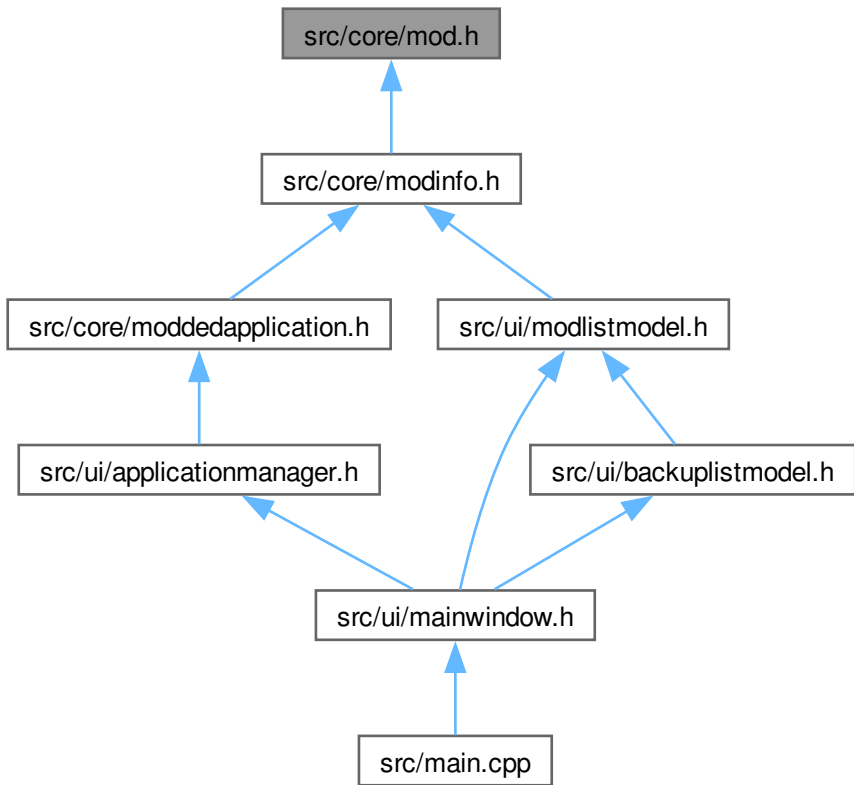 src/core/mod.h
src/core/modinfo.h
src/core/moddedapplication.h
src/ui/modlistmodel.h
src/ui/applicationmanager.h
src/ui/backuplistmodel.h
src/ui/mainwindow.h
src/main.cpp